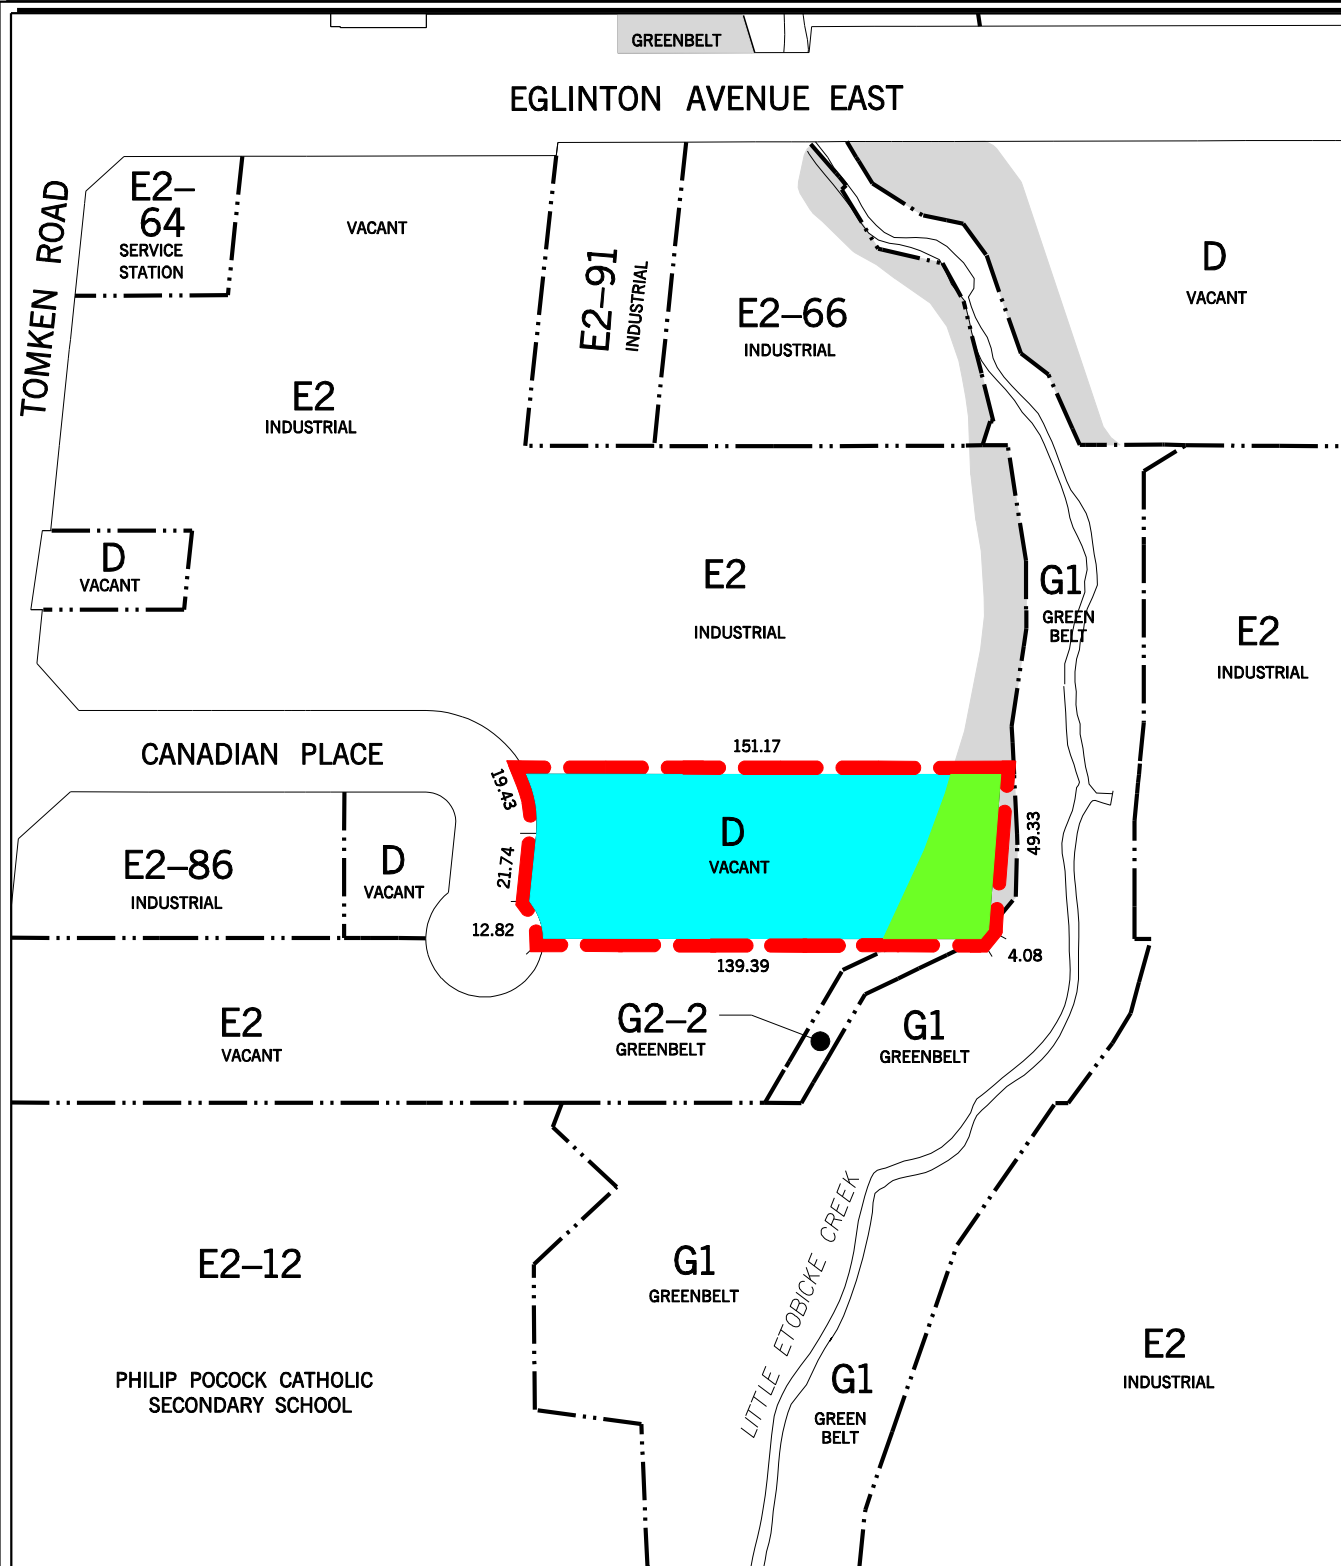 GREENBELT
EGLINTON AVENUE EAST
TOMKEN ROAD
E2–
64
SERVICE
STATION
VACANT
E2–91
INDUSTRIAL
E2–66
INDUSTRIAL
D
VACANT
E2
INDUSTRIAL
D
VACANT
E2
INDUSTRIAL
G1
GREEN
BELT
E2
INDUSTRIAL
CANADIAN PLACE
151.17
19.43
D
VACANT
49.33
E2–86
INDUSTRIAL
D
VACANT
21.74
12.82
139.39
4.08
E2
VACANT
G2–2
GREENBELT
G1
GREENBELT
E2–12
PHILIP POCOCK CATHOLIC
SECONDARY SCHOOL
G1
GREENBELT
LITTLE ETOBICKE CREEK
G1
GREEN
BELT
E2
INDUSTRIAL